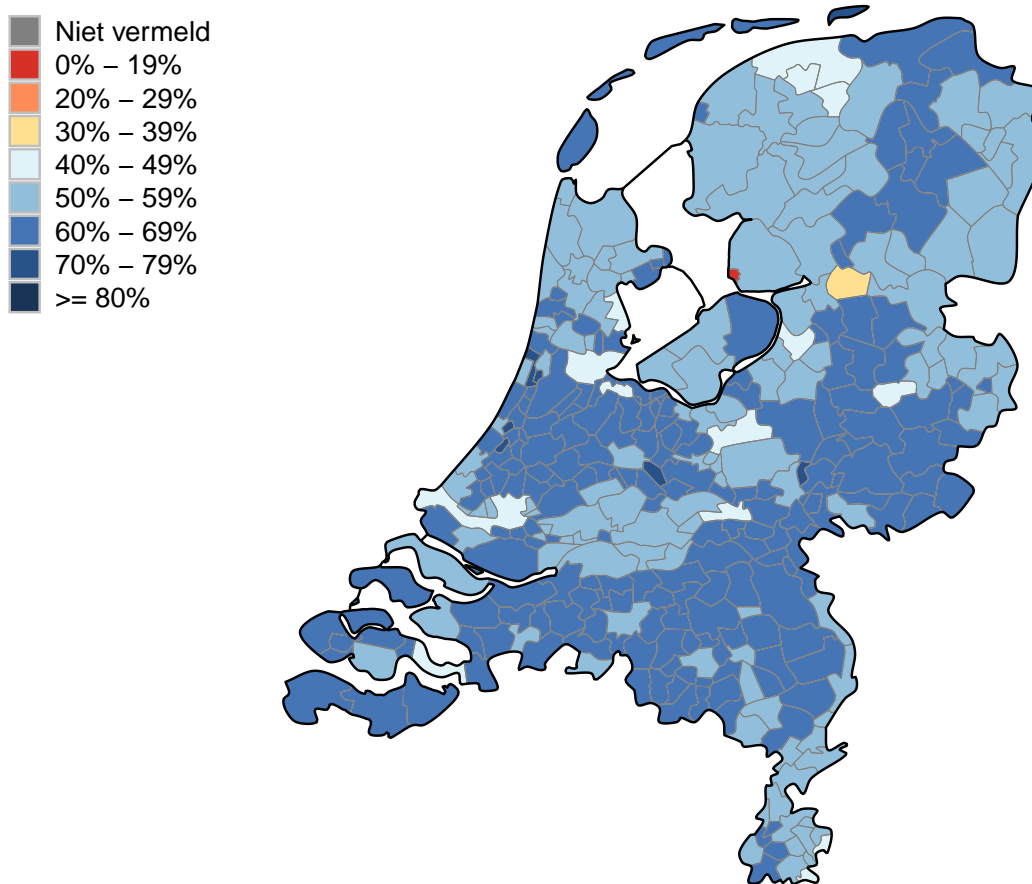 Niet vermeld
0% – 19%
20% – 29%
30% – 39%
40% – 49%
50% – 59%
60% – 69%
70% – 79%
>= 80%